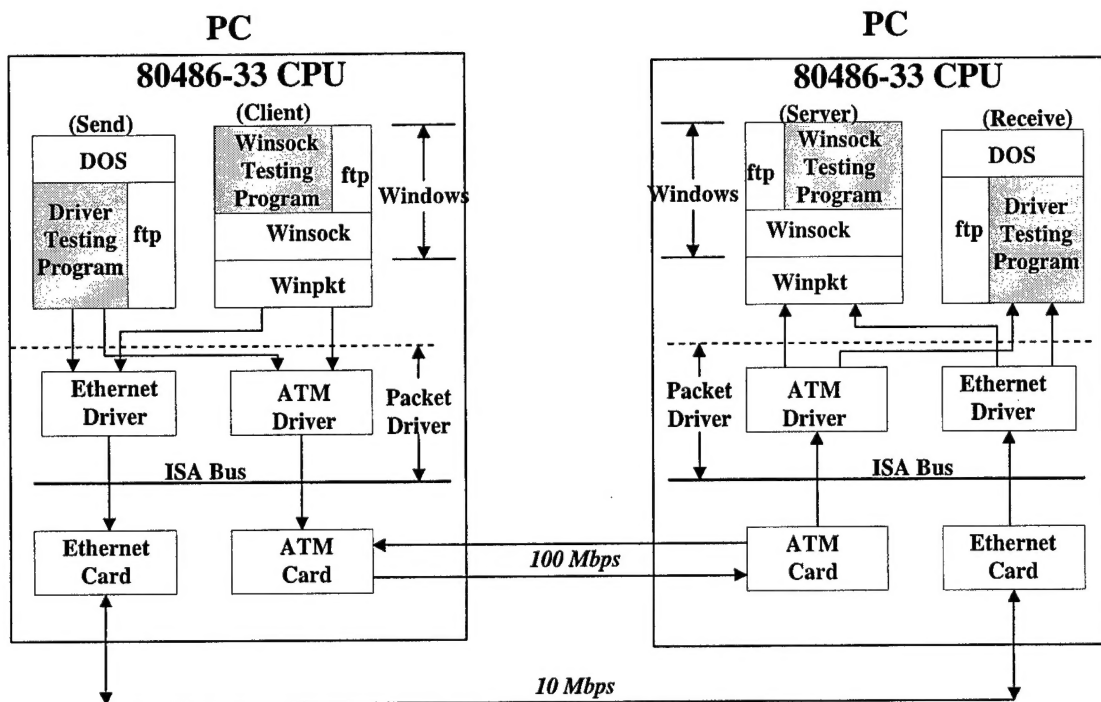 PC
80486-33 CPU
(Send)
DOS
Driver
Testing
Program
ftp
(Client)
Winsock
Testing
Program
ftp
Winsock
Winpkt
Windows
Ethernet
Driver
ATM
Driver
Packet
Driver
ISA Bus
Ethernet
Card
ATM
Card
100 Mbps
10 Mbps
PC
80486-33 CPU
(Server)
ftp
Winsock
Testing
Program
Winsock
Winpkt
Windows
(Receive)
DOS
ftp
Driver
Testing
Program
Packet
Driver
ATM
Driver
Ethernet
Driver
ISA Bus
ATM
Card
Ethernet
Card